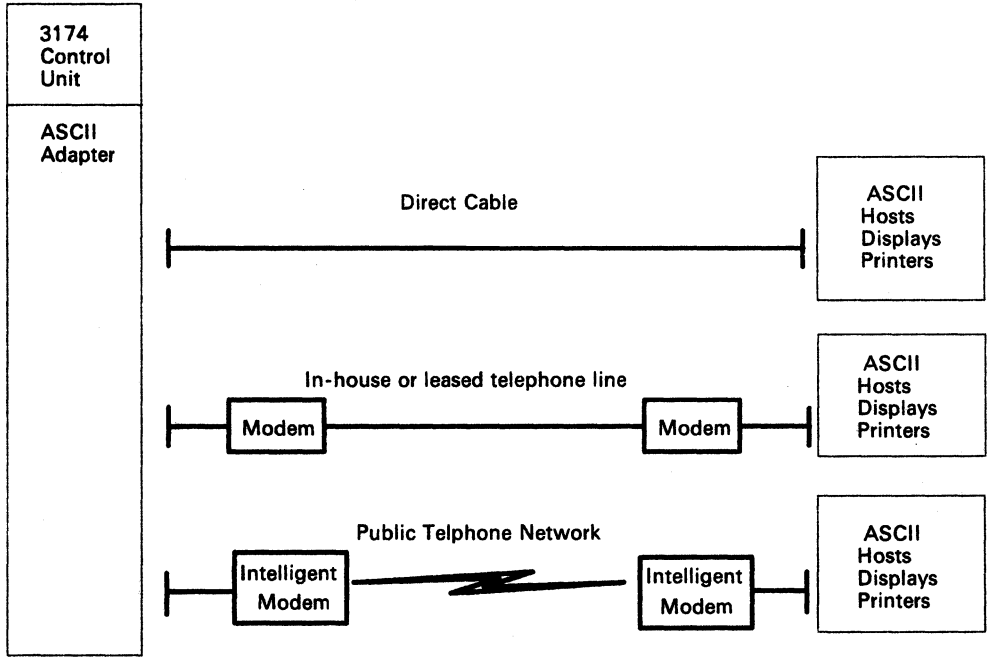 3174
Control
Unit
ASCII
Adapter
Direct Cable
ASCII
Hosts
Displays
Printers
In-house or leased telephone line
Modem
Modem
ASCII
Hosts
Displays
Printers
Public Telphone Network
Intelligent
Modem
Intelligent
Modem
ASCII
Hosts
Displays
Printers